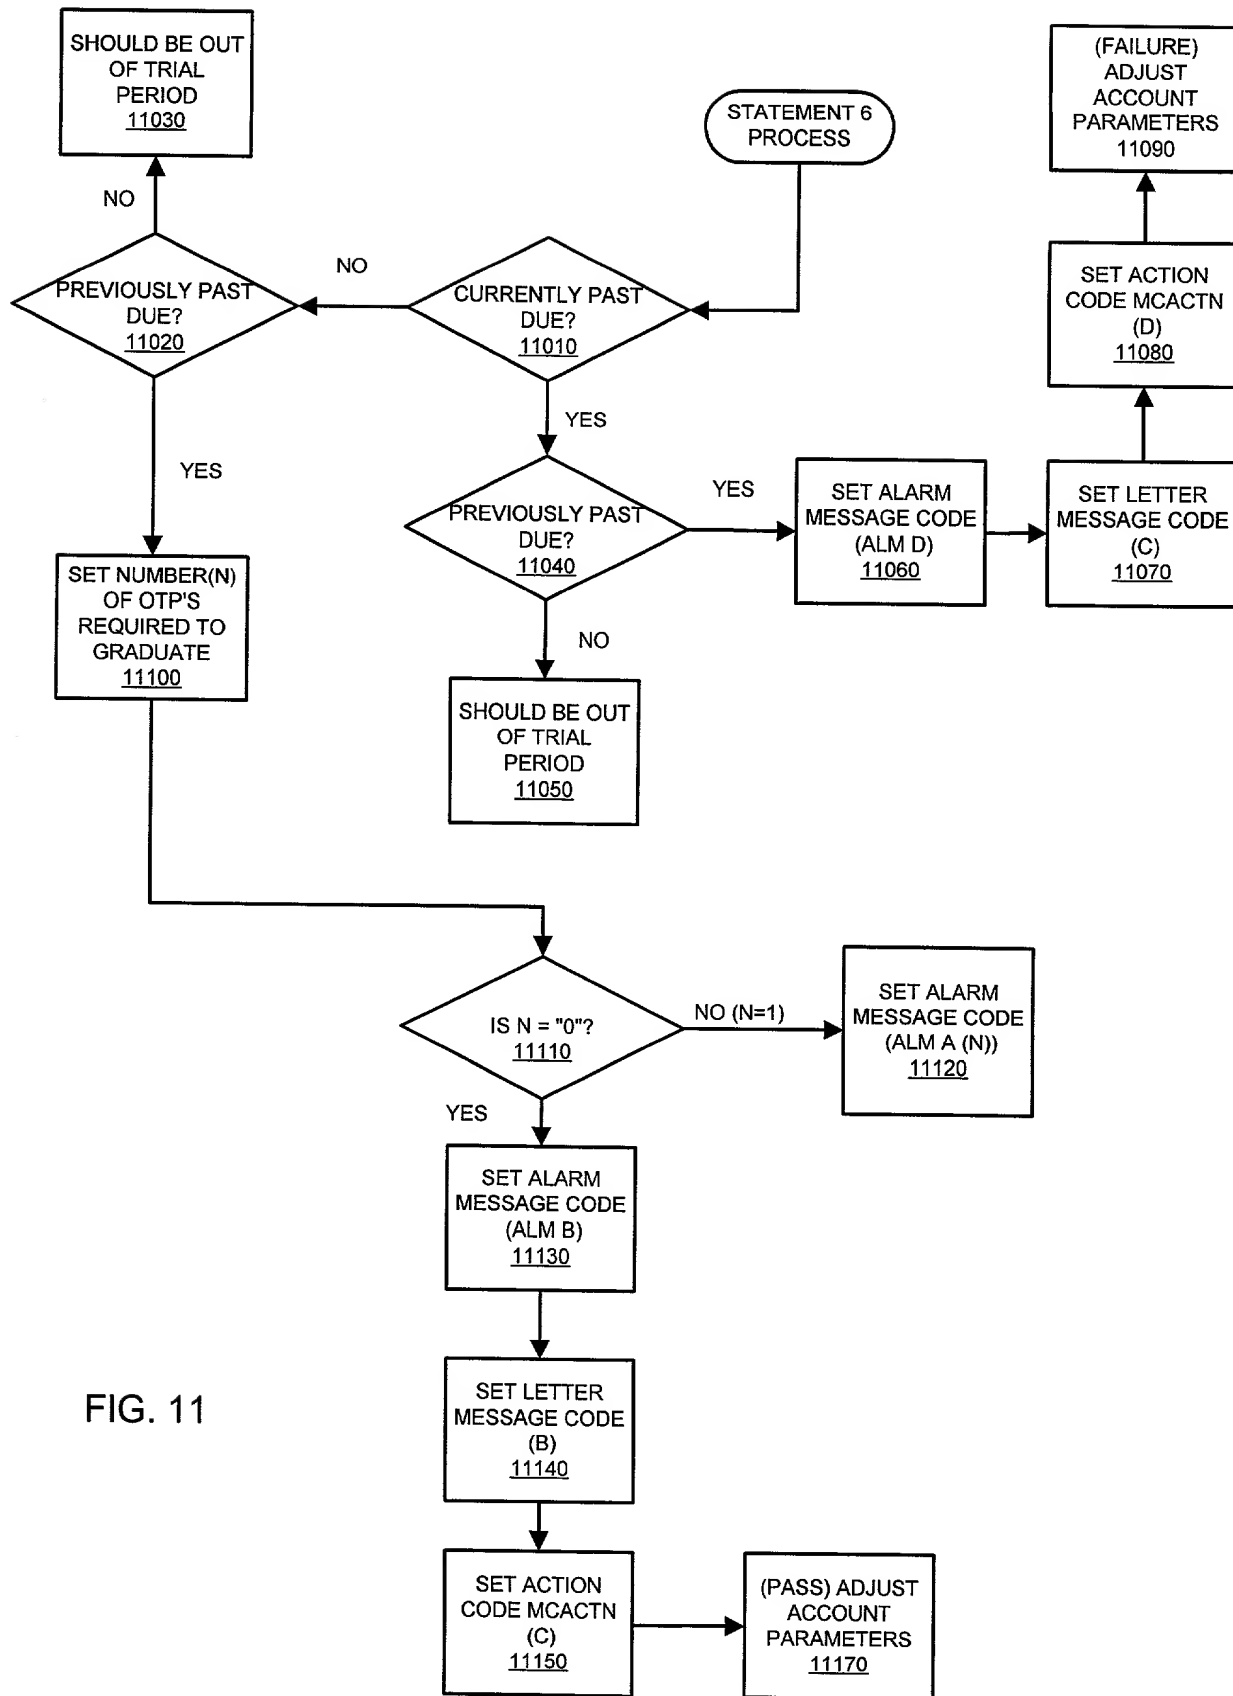 SHOULD BE OUT
OF TRIAL
PERIOD
11030
STATEMENT 6
PROCESS
(FAILURE)
ADJUST
ACCOUNT
PARAMETERS
11090
NO
PREVIOUSLY PAST
DUE?
11020
NO
CURRENTLY PAST
DUE?
11010
SET ACTION
CODE MCACTN
(D)
11080
YES
YES
PREVIOUSLY PAST
DUE?
11040
YES
SET ALARM
MESSAGE CODE
(ALM D)
11060
SET LETTER
MESSAGE CODE
(C)
11070
SET NUMBER(N)
OF OTP'S
REQUIRED TO
GRADUATE
11100
NO
SHOULD BE OUT
OF TRIAL
PERIOD
11050
IS N = "0"?
11110
NO (N=1)
SET ALARM
MESSAGE CODE
(ALM A (N))
11120
YES
SET ALARM
MESSAGE CODE
(ALM B)
11130
SET LETTER
MESSAGE CODE
(B)
11140
FIG. 11
SET ACTION
CODE MCACTN
(C)
11150
(PASS) ADJUST
ACCOUNT
PARAMETERS
11170